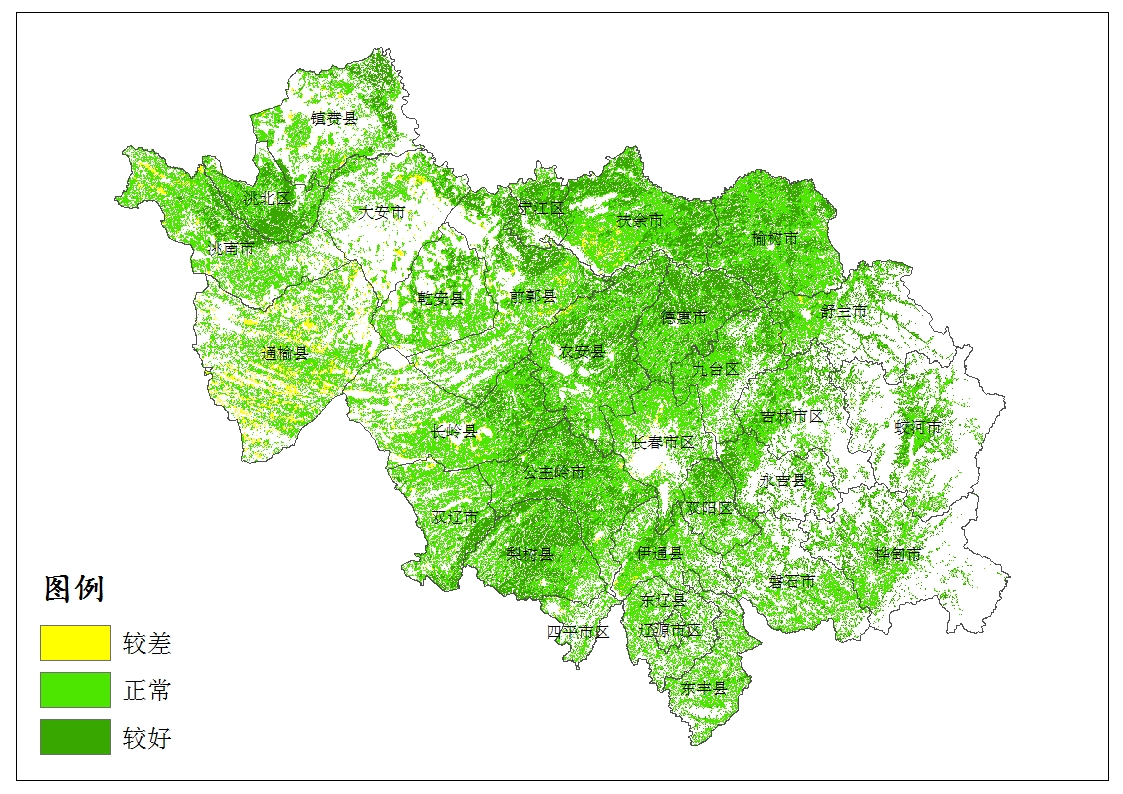 镇赉县
洮北区
大安市
宁江区
扶余市
榆树市
洮南市
乾安县
前郭县
德惠市
舒兰市
通榆县
农安县
九台区
吉林市区
蛟河市
长岭县
长春市区
公主岭市
永吉县
双辽市
双阳区
梨树县
伊通县
桦甸市
磐石市
东辽县
四平市区
辽源市区
东丰县
图例
较差
正常
较好